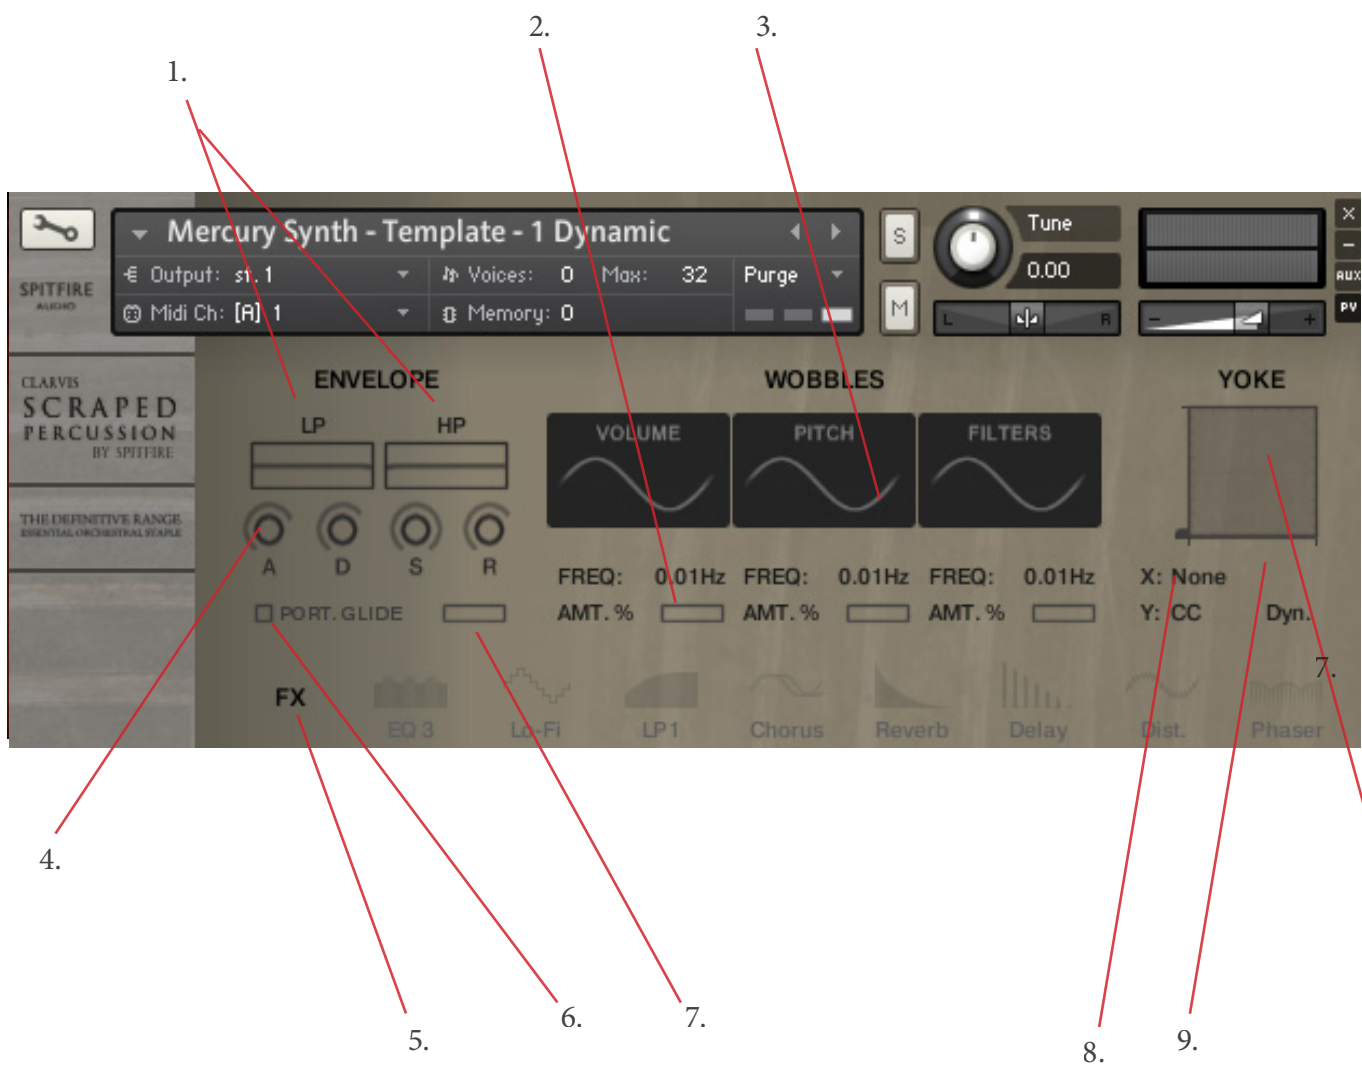 2.
3.
1.
Mercury Synth - Template - 1 Dynamic
S
Tune
X
Output: st. 1
Voices: 0 Max: 32
Purge
0.00
AUX
SPITFIRE
AUDIO
Midi Ch: [A] 1
Memory: 0
M
L
R
-
+
PV
CLARVIS
SCRAPED
PERCUSSION
BY SPITFIRE
THE DEFINITIVE RANGE
ESSENTIAL ORCHESTRAL STAPLE
ENVELOPE
WOBBLES
YOKE
LP
HP
VOLUME
PITCH
FILTERS
A
D
S
R
FREQ: 0.01Hz
FREQ: 0.01Hz
FREQ: 0.01Hz
X: None
PORT. GLIDE
AMT. %
AMT. %
AMT. %
Y: CC
Dyn.
7.
FX
EQ 3
Lo-Fi
LP1
Chorus
Reverb
Delay
Dist.
Phaser
4.
5.
6.
7.
8.
9.